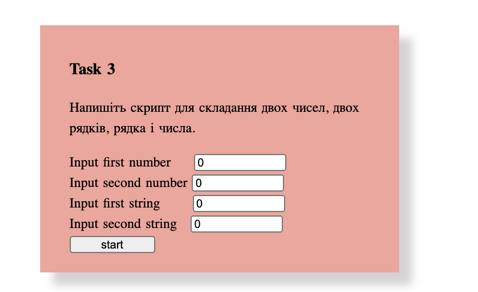 Task 3
Напишіть скрипт для складання двох чисел, двох
рядків, рядка і числа.
Input first number 0
Input second number 0
Input first string 0
Input second string 0
start